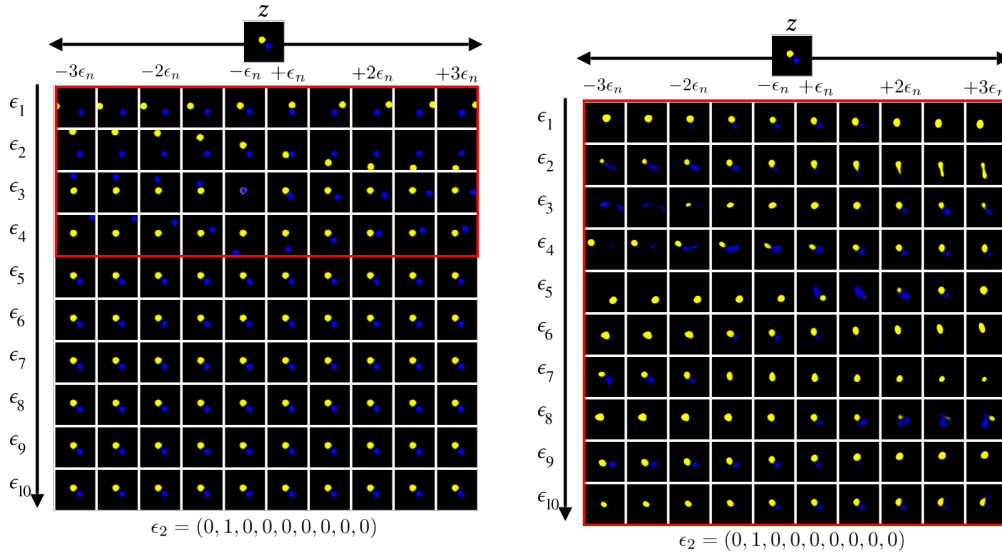 z
−3ϵₙ −2ϵₙ −ϵₙ +ϵₙ +2ϵₙ +3ϵₙ
ϵ₁
ϵ₂
ϵ₃
ϵ₄
ϵ₅
ϵ₆
ϵ₇
ϵ₈
ϵ₉
ϵ₁₀
ϵ₂ = (0, 1, 0, 0, 0, 0, 0, 0, 0)
z
−3ϵₙ −2ϵₙ −ϵₙ +ϵₙ +2ϵₙ +3ϵₙ
ϵ₁
ϵ₂
ϵ₃
ϵ₄
ϵ₅
ϵ₆
ϵ₇
ϵ₈
ϵ₉
ϵ₁₀
ϵ₂ = (0, 1, 0, 0, 0, 0, 0, 0, 0)